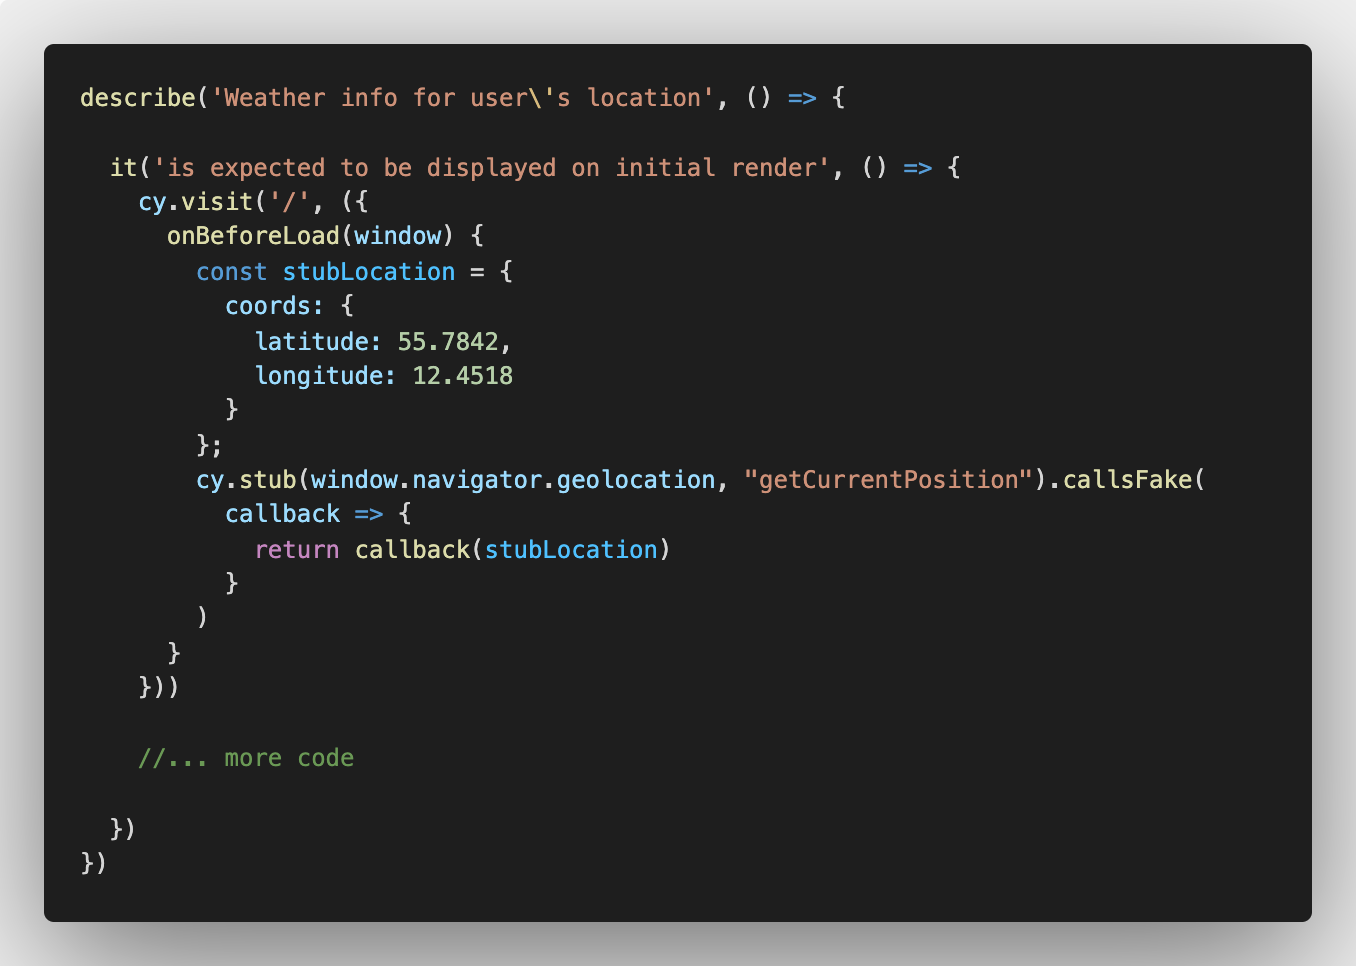 describe('Weather info for user\'s location', () => {
it('is expected to be displayed on initial render', () => {
cy.visit('/', ({
onBeforeLoad(window) {
const stubLocation = {
coords: {
latitude: 55.7842,
longitude: 12.4518
}
};
cy.stub(window.navigator.geolocation, "getCurrentPosition").callsFake(
callback => {
return callback(stubLocation)
}
)
}
}))
//... more code
})
})